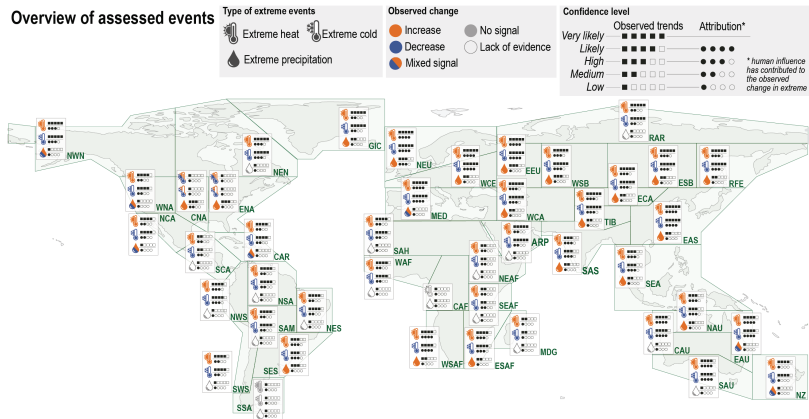 Overview of assessed events
Type of extreme events
Extreme heat
Extreme cold
Extreme precipitation
Observed change
Increase
No signal
Decrease
Lack of evidence
Mixed signal
Confidence level
Observed trends
Attribution*
Very likely
Likely
High
Medium
Low
* human influence
has contributed to
the observed
change in extreme
RAR
GIC
NWN
NEN
NEU
WCE
EEU
WSB
ESB
RFE
ECA
WNA
CNA
ENA
NCA
MED
WCA
TIB
EAS
SCA
CAR
SAH
ARP
SAS
WAF
NEAF
SEA
NWS
NSA
CAF
SEAF
SAM
NES
NAU
WSAF
ESAF
MDG
CAU
EAU
SES
SWS
SAU
NZ
SSA